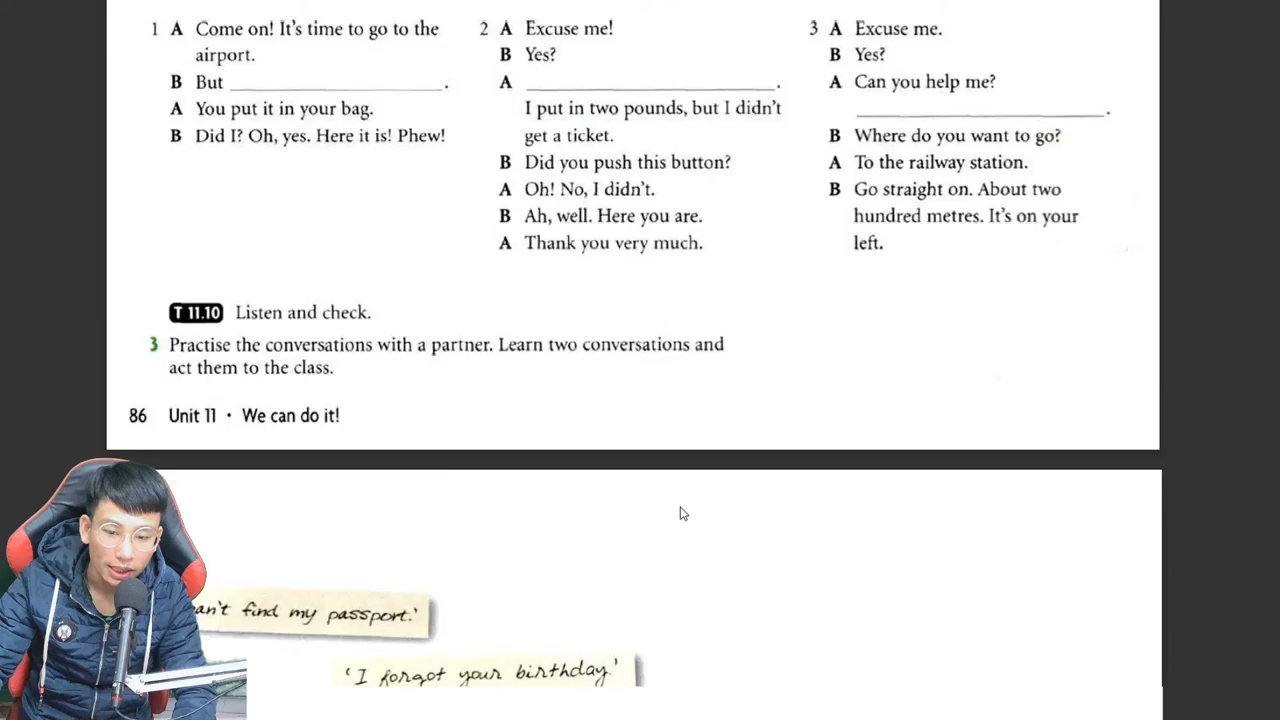 1 A Come on! It's time to go to the
airport.
B But ____________________ .
A You put it in your bag.
B Did I? Oh, yes. Here it is! Phew!
2 A Excuse me!
B Yes?
A ____________________ .
I put in two pounds, but I didn't
get a ticket.
B Did you push this button?
A Oh! No, I didn't.
B Ah, well. Here you are.
A Thank you very much.
3 A Excuse me.
B Yes?
A Can you help me?
____________________ .
B Where do you want to go?
A To the railway station.
B Go straight on. About two
hundred metres. It's on your
left.
T 11.10 Listen and check.
3 Practise the conversations with a partner. Learn two conversations and
act them to the class.
86 Unit 11 • We can do it!
an't find my passport.'
'I forgot your birthday.'